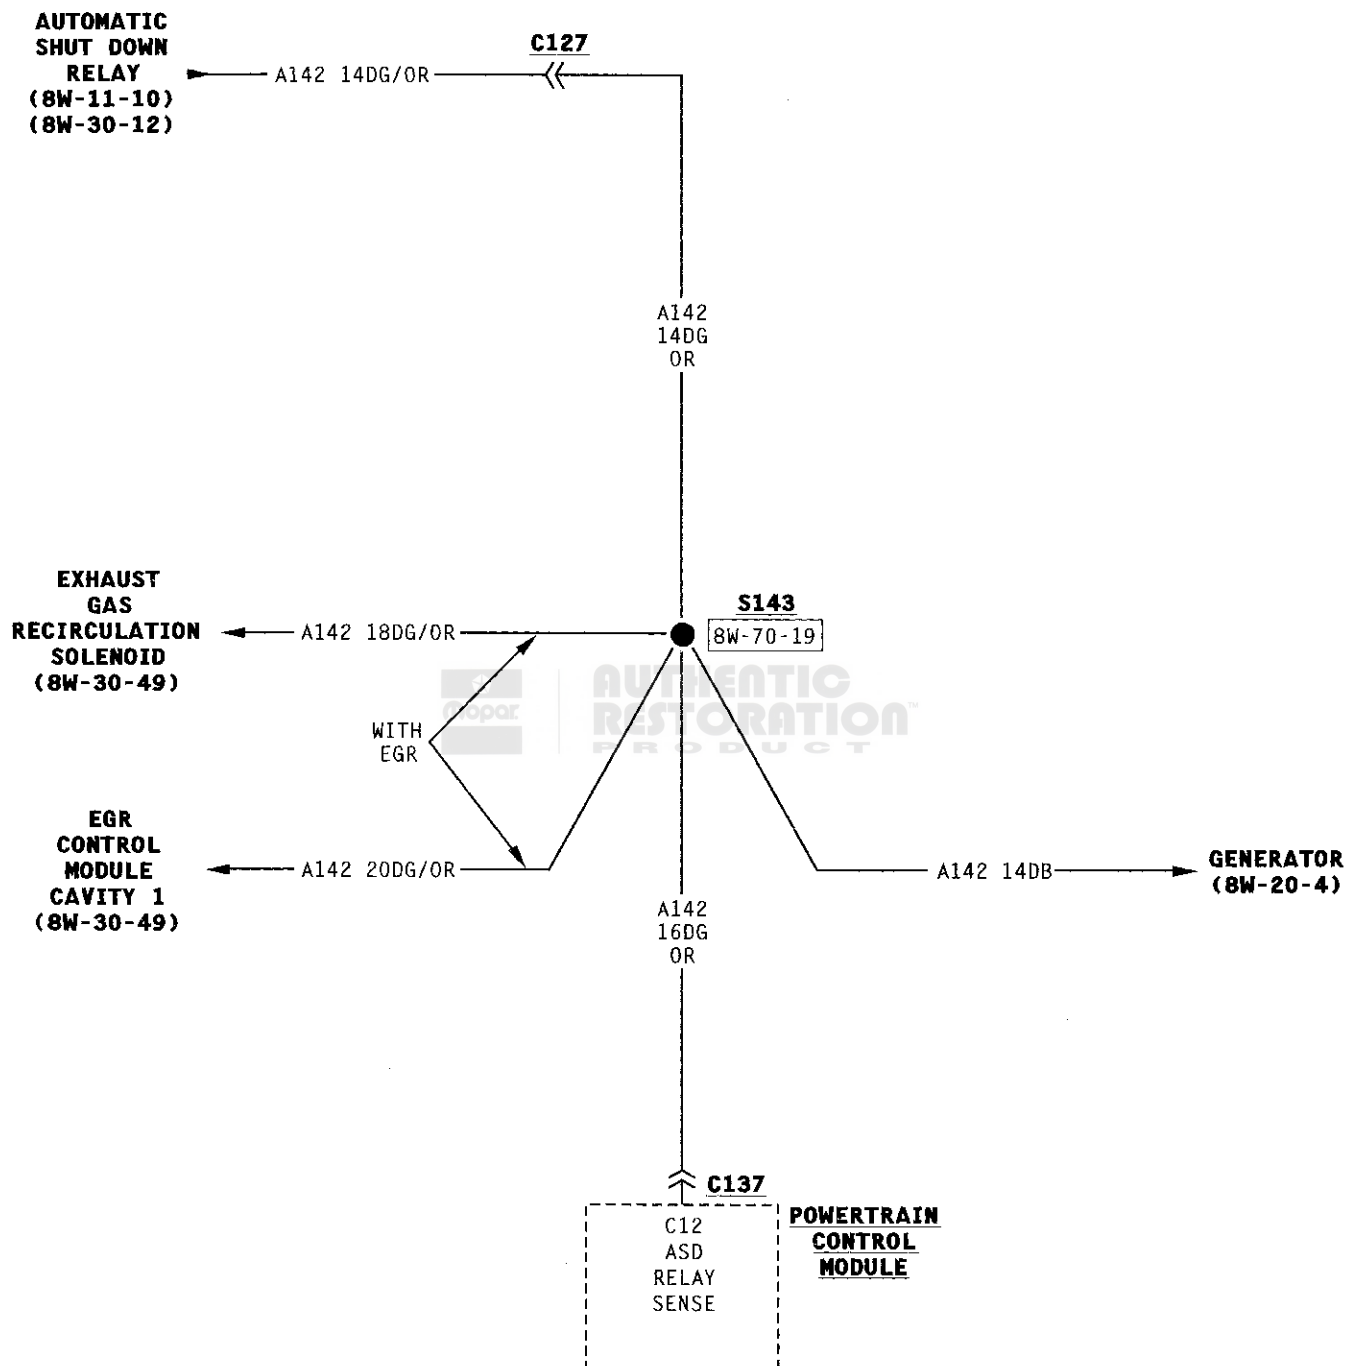 AUTOMATIC
SHUT DOWN
RELAY
(8W-11-10)
(8W-30-12)
A142 14DG/OR
C127
A142
14DG
OR
EXHAUST
GAS
RECIRCULATION
SOLENOID
(8W-30-49)
A142 18DG/OR
S143
8W-70-19
WITH
EGR
Mopar
AUTHENTIC
RESTORATION™
PRODUCT
EGR
CONTROL
MODULE
CAVITY 1
(8W-30-49)
A142 20DG/OR
A142 14DB
GENERATOR
(8W-20-4)
A142
16DG
OR
C137
C12
ASD
RELAY
SENSE
POWERTRAIN
CONTROL
MODULE